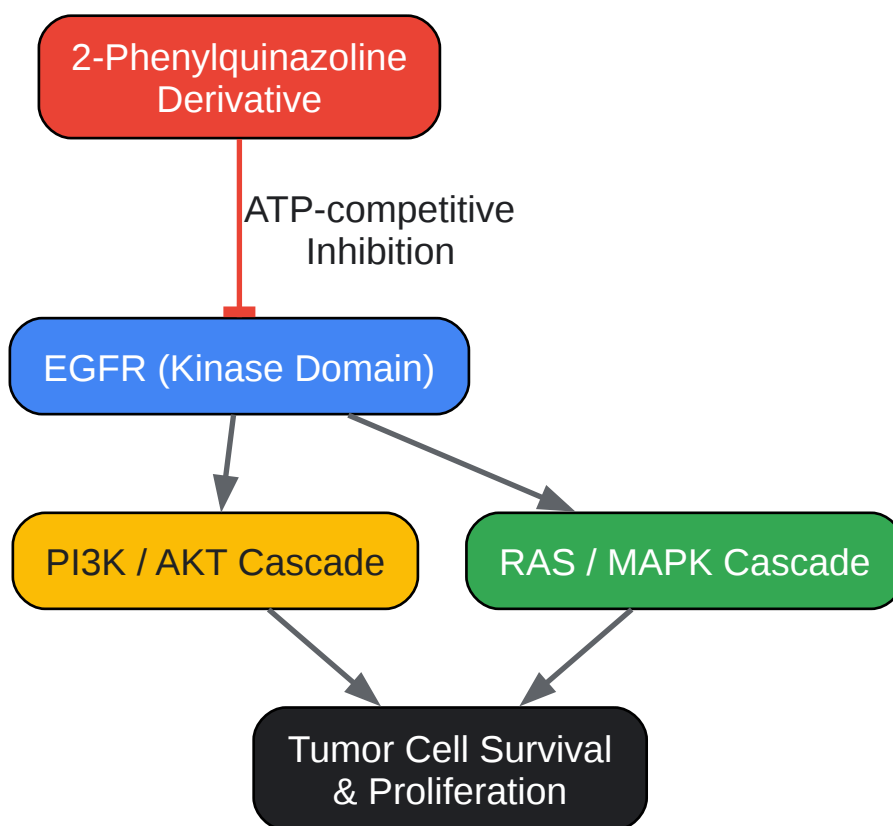 2-Phenylquinazoline
Derivative
ATP-competitive
Inhibition
EGFR (Kinase Domain)
PI3K / AKT Cascade
RAS / MAPK Cascade
Tumor Cell Survival
& Proliferation